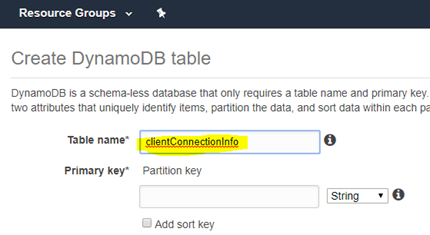 Resource Groups
Create DynamoDB table
DynamoDB is a schema-less database that only requires a table name and primary key.
two attributes that uniquely identify items, partition the data, and sort data within each pa
Table name* clientConnectionInfo
Primary key* Partition key
String
Add sort key